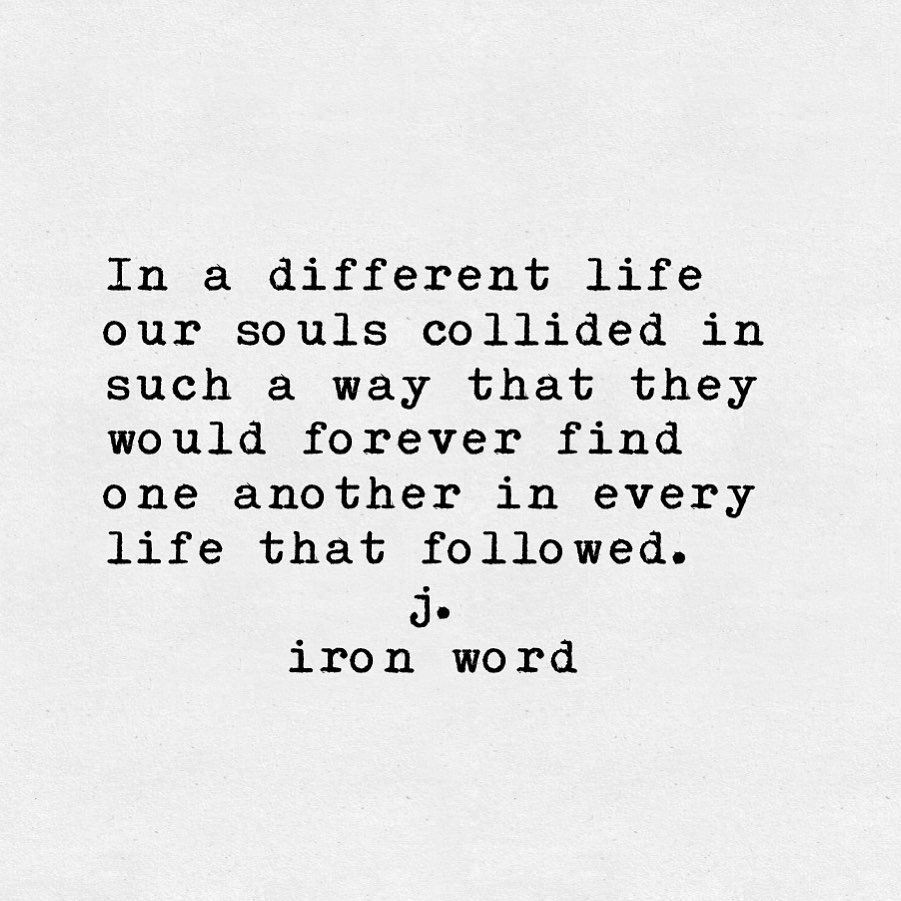 In a different life
our souls collided in
such a way that they
would forever find
one another in every
life that followed.
j.
iron word